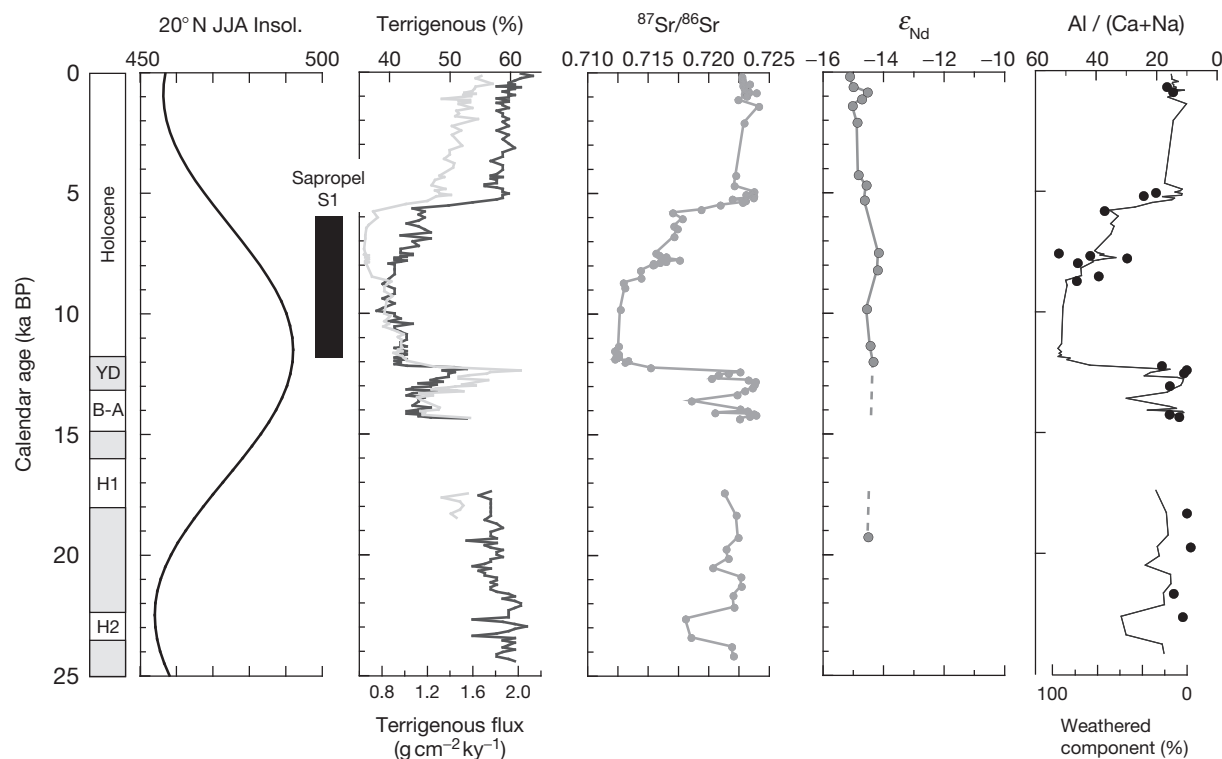 20° N JJA Insol.
Terrigenous (%)
⁸⁷Sr/⁸⁶Sr
εNd
Al / (Ca+Na)
450 500
40 50 60
0.710 0.715 0.720 0.725
−16 −14 −12 −10
60 40 20 0
0
5
10
15
20
25
Calendar age (ka BP)
Holocene
YD
B-A
H1
H2
Sapropel
S1
0.8 1.2 1.6 2.0
Terrigenous flux
(g cm⁻² ky⁻¹)
100 0
Weathered
component (%)